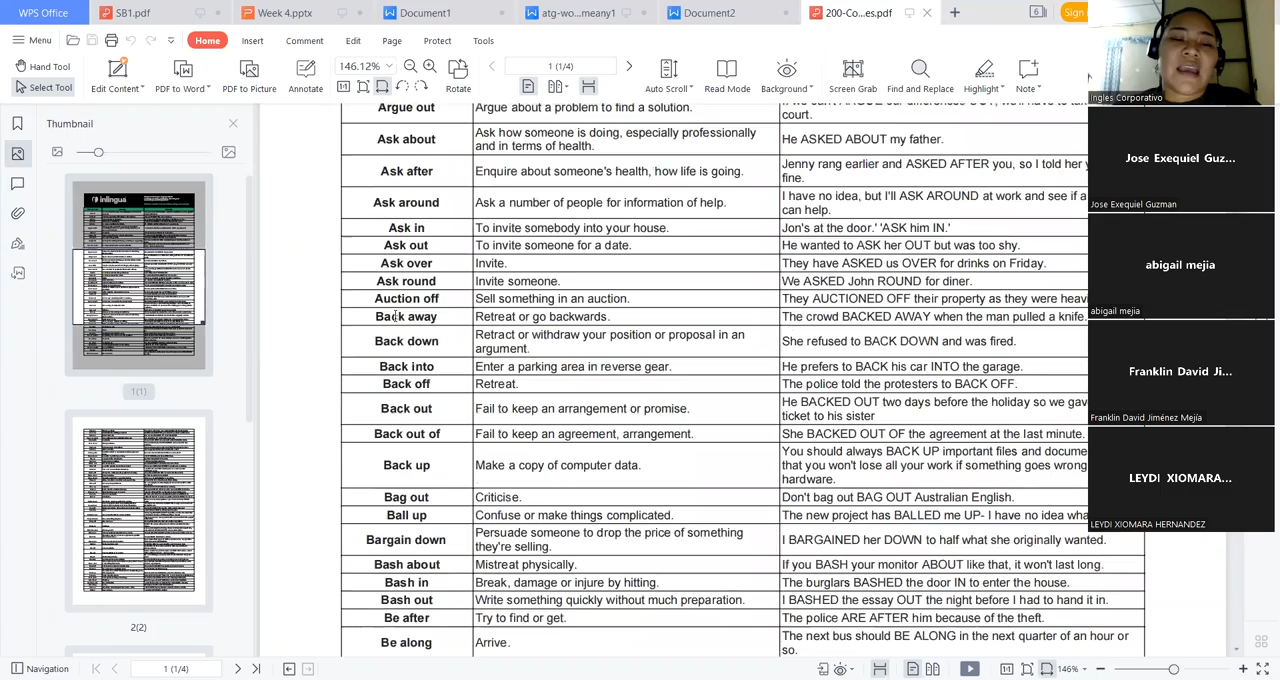 WPS Office SB1.pdf Week 4.pptx Document1 atg-wo...meany1 Document2 200-Co...es.pdf 6 Sign
Menu Home Insert Comment Edit Page Protect Tools
Hand Tool
Select Tool
Edit Content PDF to Word PDF to Picture Annotate
146.12%
Rotate
1 (1/4)
Auto Scroll Read Mode Background Screen Grab Find and Replace Highlight Note
Ingles Corporativo
Thumbnail
inlingua
1(1)
2(2)
Argue about a problem to find a solution.
court.
Ask about
Ask how someone is doing, especially professionally
and in terms of health.
He ASKED ABOUT my father.
Ask after
Enquire about someone's health, how life is going.
Jenny rang earlier and ASKED AFTER you, so I told her
fine.
Ask around
Ask a number of people for information of help.
I have no idea, but I'll ASK AROUND at work and see if a
can help.
Ask in To invite somebody into your house. Jon's at the door.' 'ASK him IN.'
Ask out To invite someone for a date. He wanted to ASK her OUT but was too shy.
Ask over Invite. They have ASKED us OVER for drinks on Friday.
Ask round Invite someone. We ASKED John ROUND for diner.
Auction off Sell something in an auction. They AUCTIONED OFF their property as they were
Back away Retreat or go backwards. The crowd BACKED AWAY when the man pulled a knife.
Back down
Retract or withdraw your position or proposal in an
argument.
She refused to BACK DOWN and was fired.
Back into Enter a parking area in reverse gear. He prefers to BACK his car INTO the garage.
Back off Retreat. The police told the protesters to BACK OFF.
Back out
Fail to keep an arrangement or promise.
He BACKED OUT two days before the holiday so we gave
ticket to his sister
Back out of Fail to keep an agreement, arrangement. She BACKED OUT OF the agreement at the last minute.
Back up
Make a copy of computer data.
You should always BACK UP important files and
that you won't lose all your work if something goes wrong
hardware.
Bag out Criticise. Don't bag out BAG OUT Australian English.
Ball up Confuse or make things complicated. The new project has BALLED me UP- I have no idea
Bargain down
Persuade someone to drop the price of something
they're selling.
I BARGAINED her DOWN to half what she originally wanted.
Bash about Mistreat physically. If you BASH your monitor ABOUT like that, it won't last long.
Bash in Break, damage or injure by hitting. The burglars BASHED the door IN to enter the house.
Bash out Write something quickly without much preparation. I BASHED the essay OUT the night before I had to hand it in.
Be after Try to find or get. The police ARE AFTER him because of the theft.
Be along
Arrive.
The next bus should BE ALONG in the next quarter of an hour or
so.
Jose Exequiel Guz...
Jose Exequiel Guzman
abigail mejia
abigail mejia
Franklin David Ji...
Franklin David Jiménez Mejía
LEYDI XIOMARA...
LEYDI XIOMARA HERNANDEZ
Navigation 1 (1/4) 146%